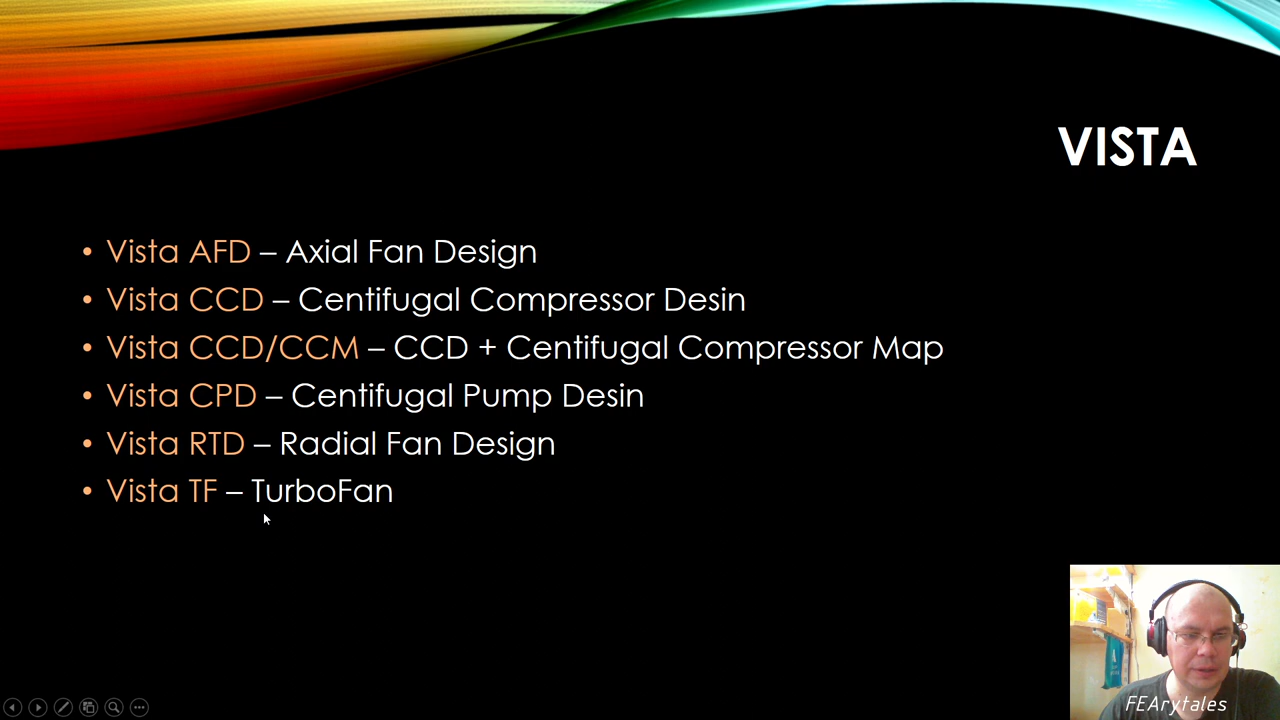 VISTA
• Vista AFD – Axial Fan Design
• Vista CCD – Centifugal Compressor Desin
• Vista CCD/CCM – CCD + Centifugal Compressor Map
• Vista CPD – Centifugal Pump Desin
• Vista RTD – Radial Fan Design
• Vista TF – TurboFan
FEArytales